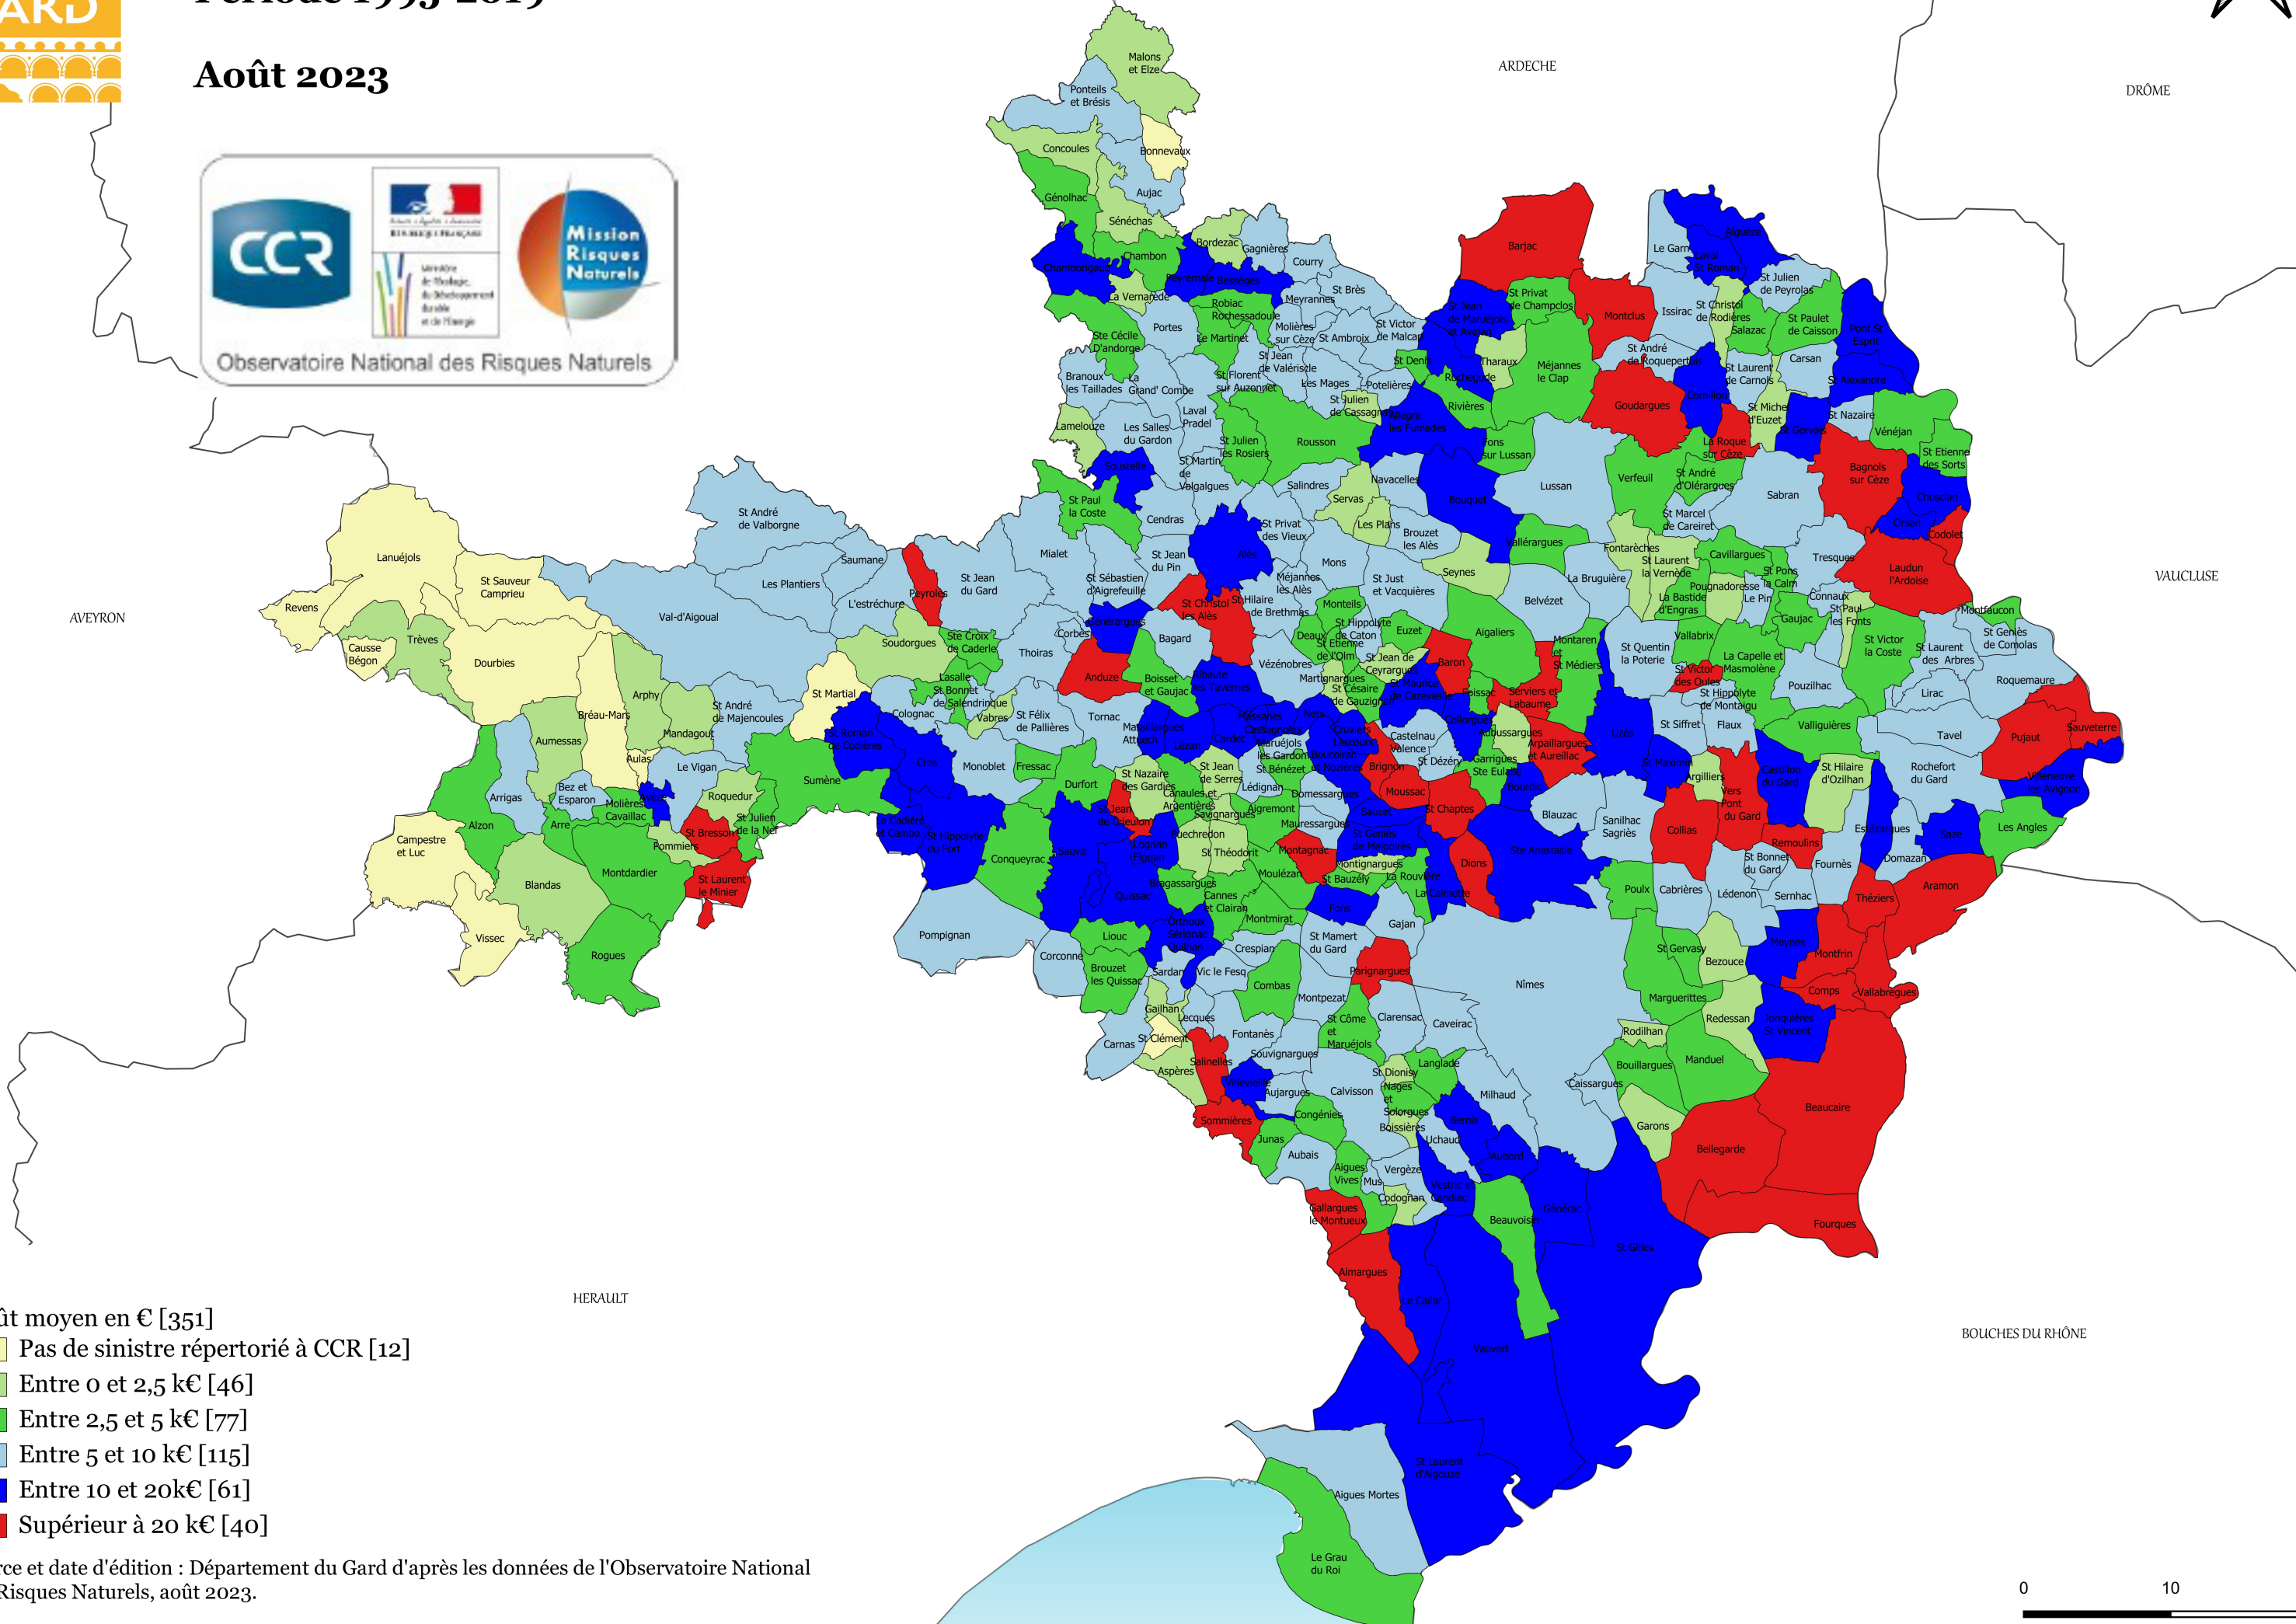 ARD
Période 1995-2019
Août 2023
CCR
Mission
Risques
Naturels
Observatoire National des Risques Naturels
ARDECHE
DRÔME
VAUCLUSE
AVEYRON
HERAULT
BOUCHES DU RHÔNE
Malons
et Elze
Ponteils
et Brésis
Bonnevaux
Concoules
Aujac
Génolhac
Sénéchas
Bordezac
Gagnières
Chambon
Chamborigaud
Peyremale
Bessèges
Courry
La Vernarède
Robiac
Rochessadoule
Meyrannes
St Brès
Portes
Ste Cécile
D'andorge
Le Martinet
Molières
sur Cèze
St Ambroix
St Victor
de Malcap
St Jean
de Valériscle
Branoux
les Taillades
La
Grand' Combe
St Florent
sur Auzonnet
Les Mages
Potelières
St Denis
St Julien
de Cassagnas
Laval
Pradel
Lamelouze
Les Salles
du Gardon
St Julien
les Rosiers
Rousson
Allègre
les Fumades
Rivières
Rochegude
Tharaux
Méjannes
le Clap
Barjac
St Privat
de Champclos
St Jean
de Maruéjols
et Avejan
Montclus
Le Garn
Aiguèze
Laval
St Roman
St Julien
de Peyrolas
Issirac
St Christol
de Rodières
Salazac
St Paulet
de Caisson
Pont St
Esprit
St André
de Roquepertuis
St Laurent
de Carnols
Carsan
St Alexandre
Cornillon
Goudargues
St Michel
d'Euzet
St Gervais
St Nazaire
Vénéjan
La Roque
sur Cèze
St Etienne
des Sorts
Bagnols
sur Cèze
Chusclan
Orsan
Codolet
Fons
sur Lussan
Lussan
Verfeuil
St André
d'Olérargues
Sabran
St Marcel
de Careiret
Soustelle
St Martin
de
Valgalgues
Salindres
Servas
Navacelles
Bouquet
St Paul
la Coste
Cendras
Alès
St Privat
des Vieux
Les Plans
Brouzet
les Alès
Vallérargues
Fontarèches
St Laurent
la Vernède
Cavillargues
Tresques
Laudun
l'Ardoise
St André
de Valborgne
Saumane
Les Plantiers
L'estréchure
Peyroles
St Jean
du Gard
Mialet
St Jean
du Pin
St Sébastien
d'Aigrefeuille
Mons
Méjannes
les Alès
St Just
et Vacquières
Seynes
La Bruguière
Belvézet
Pougnadoresse
St Pons
la Calm
La Bastide
d'Engras
Le Pin
Connaux
St Paul
les Fonts
Gaujac
Montfaucon
Lanuéjols
St Sauveur
Camprieu
Revens
Trèves
Causse
Bégon
Dourbies
Val-d'Aigoual
Soudorgues
Ste Croix
de Caderle
Corbès
Générargues
Bagard
St Christol
les Alès
St Hilaire
de Brethmas
Monteils
St Hippolyte
de Caton
Deaux
St Etienne
de l'Olm
Euzet
Aigaliers
Montaren
et
St Médiers
St Quentin
la Poterie
Vallabrix
La Capelle et
Masmolène
St Victor
la Coste
St Laurent
des Arbres
St Geniès
de Comolas
Thoiras
Anduze
Boisset
et Gaujac
Ribaute
les Tavernes
Vézénobres
Martignargues
St Jean de
Ceyrargues
Baron
St Césaire
de Gauzignan
St Maurice
de Cazevieille
Foissac
Serviers et
Labaume
St Victor
des Oules
St Hippolyte
de Montaigu
Pouzilhac
Lirac
Roquemaure
Lasalle
St Bonnet
de Salendrinque
Vabres
St Félix
de Pallières
Tornac
St Martial
Colognac
Arphy
Bréau-Mars
St André
de Majencoules
Mandagout
Aumessas
Aulas
Le Vigan
St Roman
de Codières
Cros
Monoblet
Fressac
Massillargues
Attuech
Lézan
Cardet
Massanes
Cassagnoles
Ners
Maruéjols
les Gardon
Cruviers
Lascours
Boucoiran
et Nozières
Castelnau
Valence
Collorgues
Aubussargues
Arpaillargues
et Aureillac
Uzès
St Siffret
Flaux
Valliguières
Tavel
Pujaut
Sauveterre
Arrigas
Bez et
Esparon
Avèze
Molières
Cavaillac
Roquedur
Sumène
Alzon
Arre
Pommiers
St Bresson
St Julien
de la Nef
Durfort
St Nazaire
des Gardies
St Jean
de Serres
St Bénézet
Lédignan
Brignon
St Dézéry
Garrigues
Ste Eulalie
Bourdic
St Maximin
Argilliers
Vers
Pont
du Gard
Castillon
du Gard
St Hilaire
d'Ozilhan
Rochefort
du Gard
Villeneuve
les Avignon
Campestre
et Luc
Blandas
Montdardier
St Laurent
le Minier
La Cadière
et Cambo
St Hippolyte
du Fort
Conqueyrac
Sauve
St Jean
de Crieulon
Canaules et
Argentières
Savignargues
Aigremont
Domessargues
Mauressargues
Moussac
Sauzet
St Chaptes
Blauzac
Sanilhac
Sagriès
Collias
Remoulins
Estézargues
Saze
Les Angles
Logrian
Florian
Puechredon
St Théodorit
Montagnac
St Geniès
de Malgoirès
Montignargues
Dions
Ste Anastasie
St Bonnet
du Gard
Fournès
Domazan
Vissec
Rogues
Quissac
Bragassargues
Cannes
et Clairan
Moulézan
St Bauzély
La Rouvière
La Calmette
Poulx
Cabrières
Lédenon
Sernhac
Théziers
Aramon
Pompignan
Corconne
Liouc
Orthoux
Sérignac
Quilhan
Montmirat
Fons
Gajan
Crespian
St Mamert
du Gard
Parignargues
Nîmes
St Gervasy
Bezouce
Meynes
Montfrin
Brouzet
les Quissac
Sardan
Vic le Fesq
Combas
Montpezat
Marguerittes
Comps
Vallabrègues
Gailhan
Lecques
Carnas
St Clément
Fontanès
St Côme
et
Maruéjols
Clarensac
Caveirac
Rodilhan
Redessan
Jonquières
St Vincent
Aspères
Salinelles
Souvignargues
Villevieille
Aujargues
Calvisson
St Dionisy
Langlade
Nages
et
Solorgues
Milhaud
Caissargues
Bouillargues
Manduel
Beaucaire
Sommières
Junas
Congénies
Boissières
Bernis
Uchaud
Aubord
Garons
Bellegarde
Aubais
Aigues
Vives
Mus
Vergèze
Codognan
Vestric et
Candiac
Beauvoisin
Générac
St Gilles
Fourques
Gallargues
le Montueux
Aimargues
Le Cailar
Vauvert
St Laurent
d'Aigouze
Aigues Mortes
Le Grau
du Roi
ût moyen en € [351]
Pas de sinistre répertorié à CCR [12]
Entre 0 et 2,5 k€ [46]
Entre 2,5 et 5 k€ [77]
Entre 5 et 10 k€ [115]
Entre 10 et 20k€ [61]
Supérieur à 20 k€ [40]
rce et date d'édition : Département du Gard d'après les données de l'Observatoire National
Risques Naturels, août 2023.
0 10